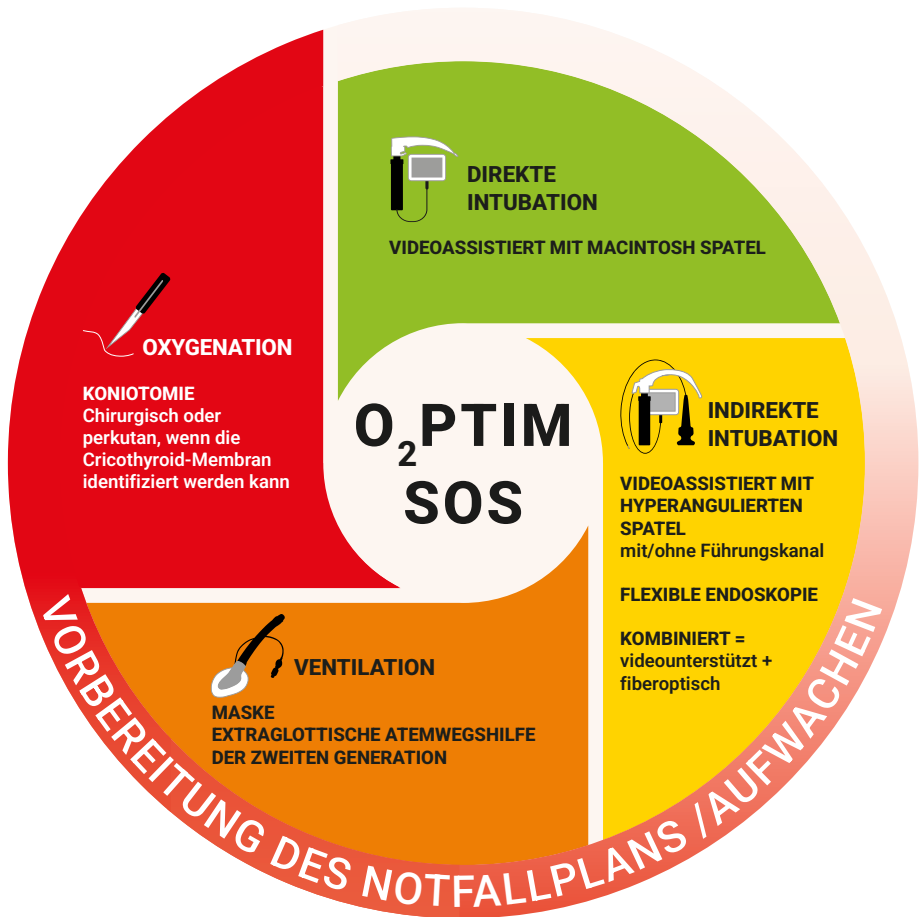 O₂PTIM
SOS
DIREKTE
INTUBATION
VIDEOASSISTIERT MIT MACINTOSH SPATEL
INDIREKTE
INTUBATION
VIDEOASSISTIERT MIT
HYPERANGULIERTEN
SPATEL
mit/ohne Führungskanal
FLEXIBLE ENDOSKOPIE
KOMBINIERT =
videounterstützt +
fiberoptisch
VENTILATION
MASKE
EXTRAGLOTTISCHE ATEMWEGSHILFE
DER ZWEITEN GENERATION
OXYGENATION
KONIOTOMIE
Chirurgisch oder
perkutan, wenn die
Cricothyroid-Membran
identifiziert werden kann
VORBEREITUNG DES NOTFALLPLANS /AUFWACHEN